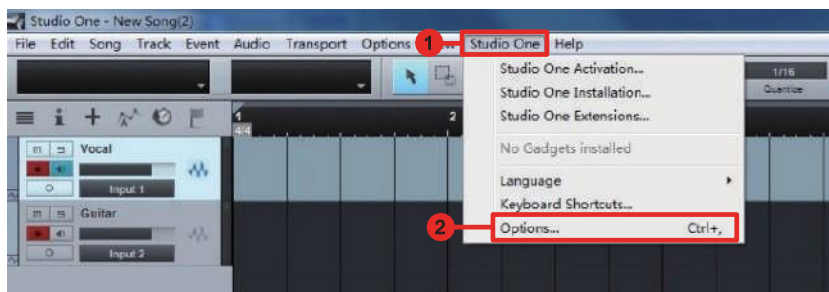 Studio One - New Song(2)
File Edit Song Track Event Audio Transport Options 1 Studio One Help
Studio One Activation...
Studio One Installation...
Studio One Extensions...
No Gadgets installed
Language
Keyboard Shortcuts...
2 Options... Ctrl+,
1/16
Quantize
1 2
4/4
m s Vocal
Input 1
m s Guitar
Input 2